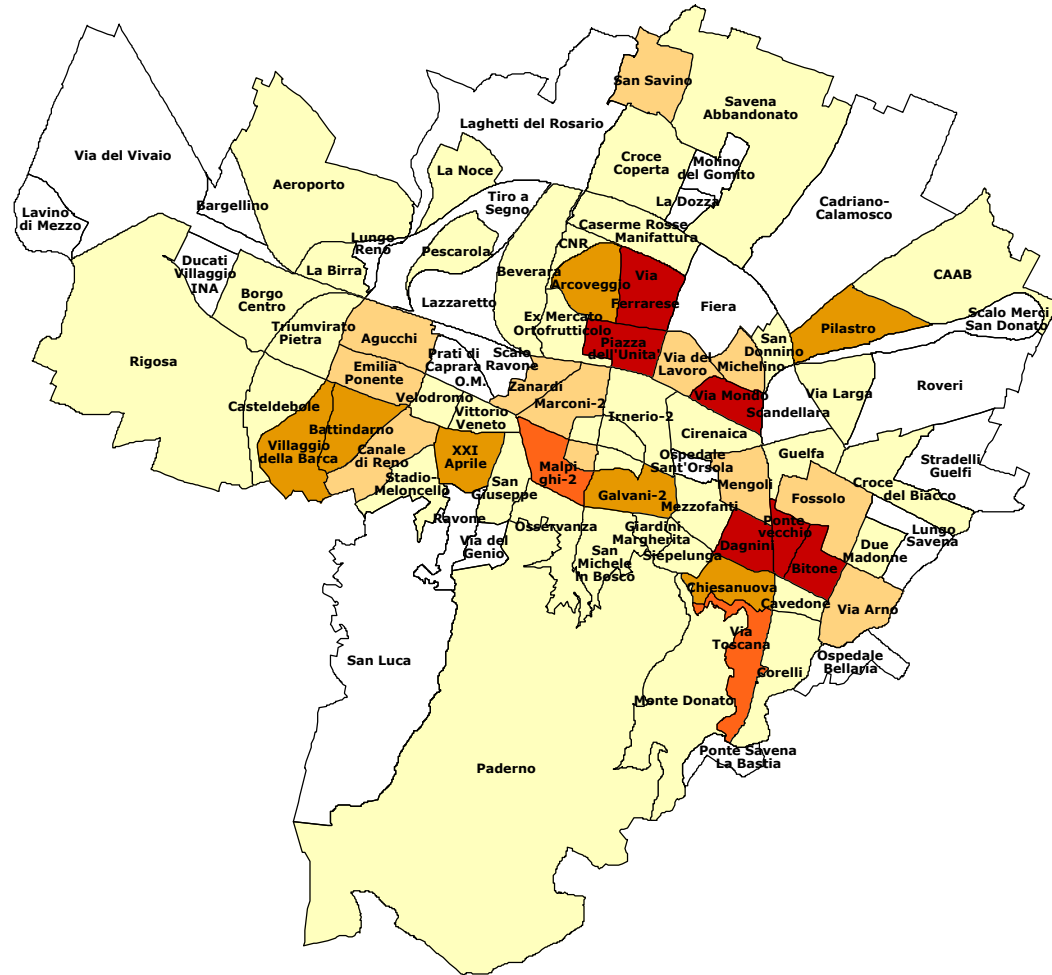 San Savino
Savena
Abbandonato
Laghetti del Rosario
Via del Vivaio
Croce
Coperta
Molino
del Gomito
La Noce
Aeroporto
Tiro a
Segno
La Dozza
Cadriano-
Calamosco
Bargellino
Lavino
di Mezzo
Lungo
Reno
Caserme Rosse
Manifattura
CNR
Pescarola
Ducati
Villaggio
INA
La Birra
Beverara
Via
Ferrarese
Arcoveggio
CAAB
Borgo
Centro
Lazzaretto
Fiera
Scalo Merci
San Donato
Ex Mercato
Ortofrutticolo
Triumvirato
Pietra
Pilastro
Agucchi
Piazza
dell'Unita'
San
Donnino
Rigosa
Prati di
Caprara
O.M.
Scalo
Ravone
Via del
Lavoro
Michelino
Emilia
Ponente
Zanardi
Roveri
Velodromo
Via Mondo
Via Larga
Casteldebole
Marconi-2
Vittorio
Veneto
Irnerio-2
Scandellara
Battindarno
Cirenaica
Villaggio
della Barca
Canale
di Reno
XXI
Aprile
Ospedale
Sant'Orsola
Guelfa
Stradelli
Guelfi
Malpi
ghi-2
Stadio-
Meloncello
San
Giuseppe
Mengoli
Croce
del Biacco
Galvani-2
Fossolo
Mezzofanti
Ravone
Osservanza
Giardini
Margherita
Ponte
vecchio
Lungo
Savena
Via del
Genio
San
Michele
in Bosco
Siepelunga
Dagnini
Due
Madonne
Bitone
Chiesanuova
Cavedone
Via Arno
Via
Toscana
San Luca
Ospedale
Bellaria
Corelli
Monte Donato
Ponte Savena
La Bastia
Paderno